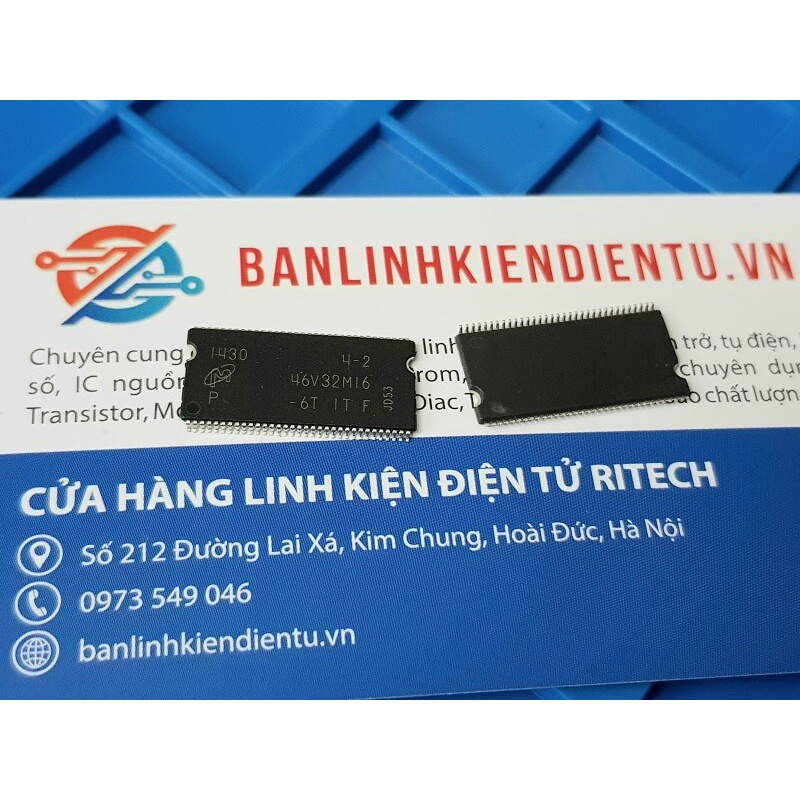 BANLINHKIENDIENTU.VN
Chuyên cung linh trở, tụ điện,
số, IC nguồn rom, chuyên dụ
Transistor, Mo Diac, T chất lượn
1430 4-2
46V32M16
P -6T IT F
JD53
CỬA HÀNG LINH KIỆN ĐIỆN TỬ RITECH
Số 212 Đường Lai Xá, Kim Chung, Hoài Đức, Hà Nội
0973 549 046
banlinhkiendientu.vn